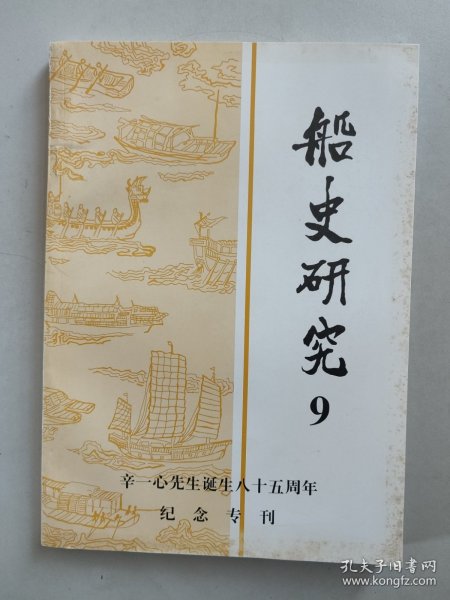 船史研究
9
辛一心先生诞生八十五周年
纪念专刊
孔夫子旧书网
www.kongfz.com